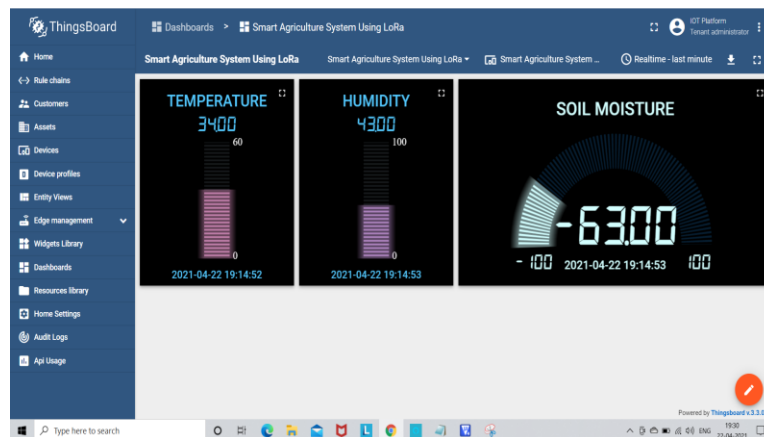 ThingsBoard
Dashboards > Smart Agriculture System Using LoRa
IOT Platform
Tenant administrator
Home
Smart Agriculture System Using LoRa
Smart Agriculture System Using LoRa
Smart Agriculture System ...
Realtime - last minute
Rule chains
Customers
Assets
Devices
Device profiles
Entity Views
Edge management
Widgets Library
Dashboards
Resources library
Home Settings
Audit Logs
Api Usage
TEMPERATURE
34.00
60
0
2021-04-22 19:14:52
HUMIDITY
43.00
100
0
2021-04-22 19:14:53
SOIL MOISTURE
-63.00
-100
2021-04-22 19:14:53
100
Powered by Thingsboard v.3.3.0
Type here to search
ENG
19:30
22-04-2021